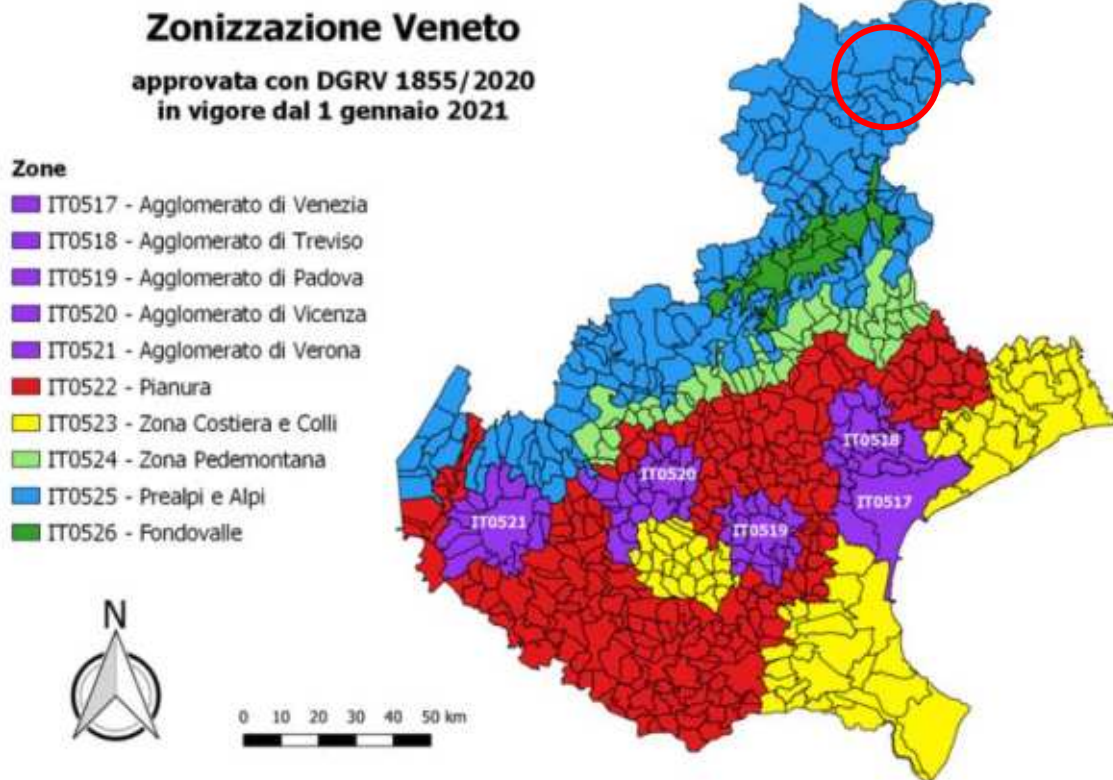 Zonizzazione Veneto
approvata con DGRV 1855/2020
in vigore dal 1 gennaio 2021
Zone
IT0517 - Agglomerato di Venezia
IT0518 - Agglomerato di Treviso
IT0519 - Agglomerato di Padova
IT0520 - Agglomerato di Vicenza
IT0521 - Agglomerato di Verona
IT0522 - Pianura
IT0523 - Zona Costiera e Colli
IT0524 - Zona Pedemontana
IT0525 - Prealpi e Alpi
IT0526 - Fondovalle
IT0518
IT0520
IT0517
IT0521
IT0519
N
0 10 20 30 40 50 km